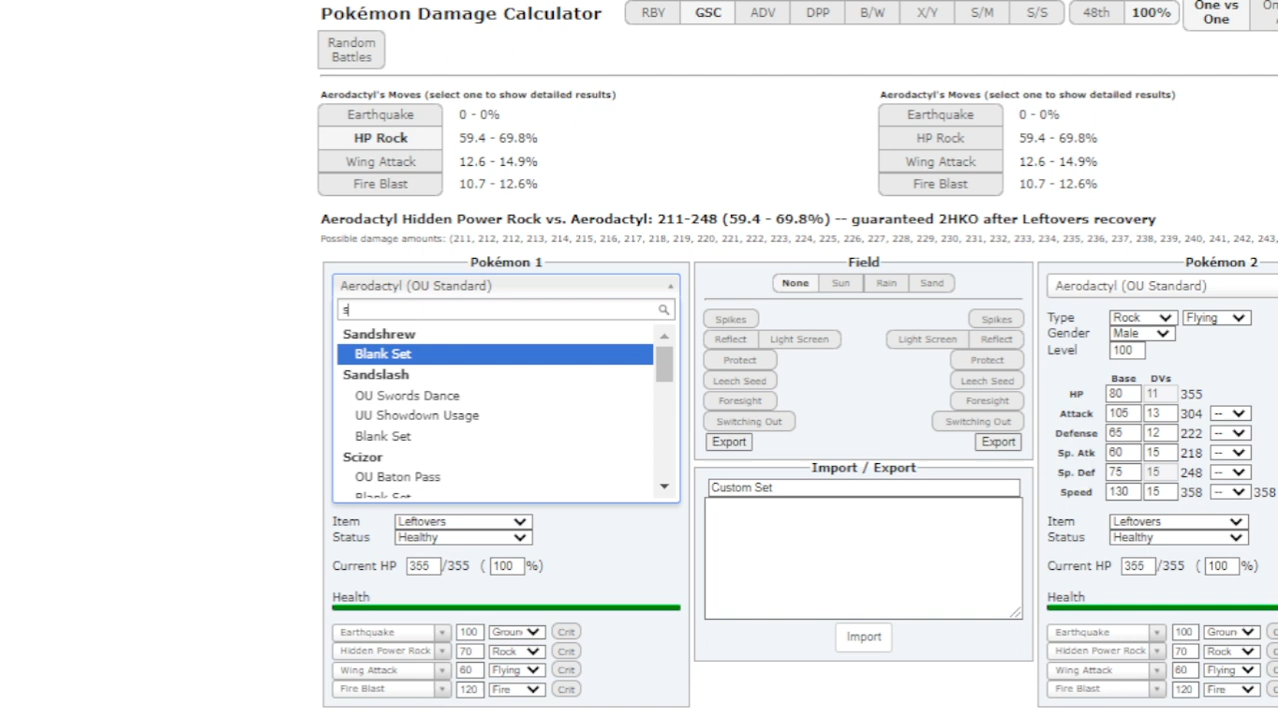 Pokémon Damage Calculator RBY GSC ADV DPP B/W X/Y S/M S/S 48th 100% One vs One
Random Battles
Aerodactyl's Moves (select one to show detailed results) Aerodactyl's Moves (select one to show detailed results)
Earthquake 0 - 0% Earthquake 0 - 0%
HP Rock 59.4 - 69.8% HP Rock 59.4 - 69.8%
Wing Attack 12.6 - 14.9% Wing Attack 12.6 - 14.9%
Fire Blast 10.7 - 12.6% Fire Blast 10.7 - 12.6%
Aerodactyl Hidden Power Rock vs. Aerodactyl: 211-248 (59.4 - 69.8%) -- guaranteed 2HKO after Leftovers recovery
Possible damage amounts: (211, 212, 212, 213, 214, 215, 216, 217, 218, 219, 220, 221, 222, 223, 224, 225, 226, 227, 228, 229, 230, 231, 232, 233, 234, 235, 236, 237, 238, 239, 240, 241, 242, 243,
Pokémon 1
Aerodactyl (OU Standard)
s
Sandshrew
Blank Set
Sandslash
OU Swords Dance
UU Showdown Usage
Blank Set
Scizor
OU Baton Pass
Blank Set
Item Leftovers
Status Healthy
Current HP 355 /355 ( 100 %)
Health
Earthquake 100 Groun Crit
Hidden Power Rock 70 Rock Crit
Wing Attack 60 Flying Crit
Fire Blast 120 Fire Crit
Field
None Sun Rain Sand
Spikes Spikes
Reflect Light Screen Light Screen Reflect
Protect Protect
Leech Seed Leech Seed
Foresight Foresight
Switching Out Switching Out
Export Export
Import / Export
Custom Set
Import
Pokémon 2
Aerodactyl (OU Standard)
Type Rock Flying
Gender Male
Level 100
Base DVs
HP 80 11 355
Attack 105 13 304 --
Defense 65 12 222 --
Sp. Atk 60 15 218 --
Sp. Def 75 15 248 --
Speed 130 15 358 -- 358
Item Leftovers
Status Healthy
Current HP 355 /355 ( 100 %)
Health
Earthquake 100 Groun
Hidden Power Rock 70 Rock
Wing Attack 60 Flying
Fire Blast 120 Fire